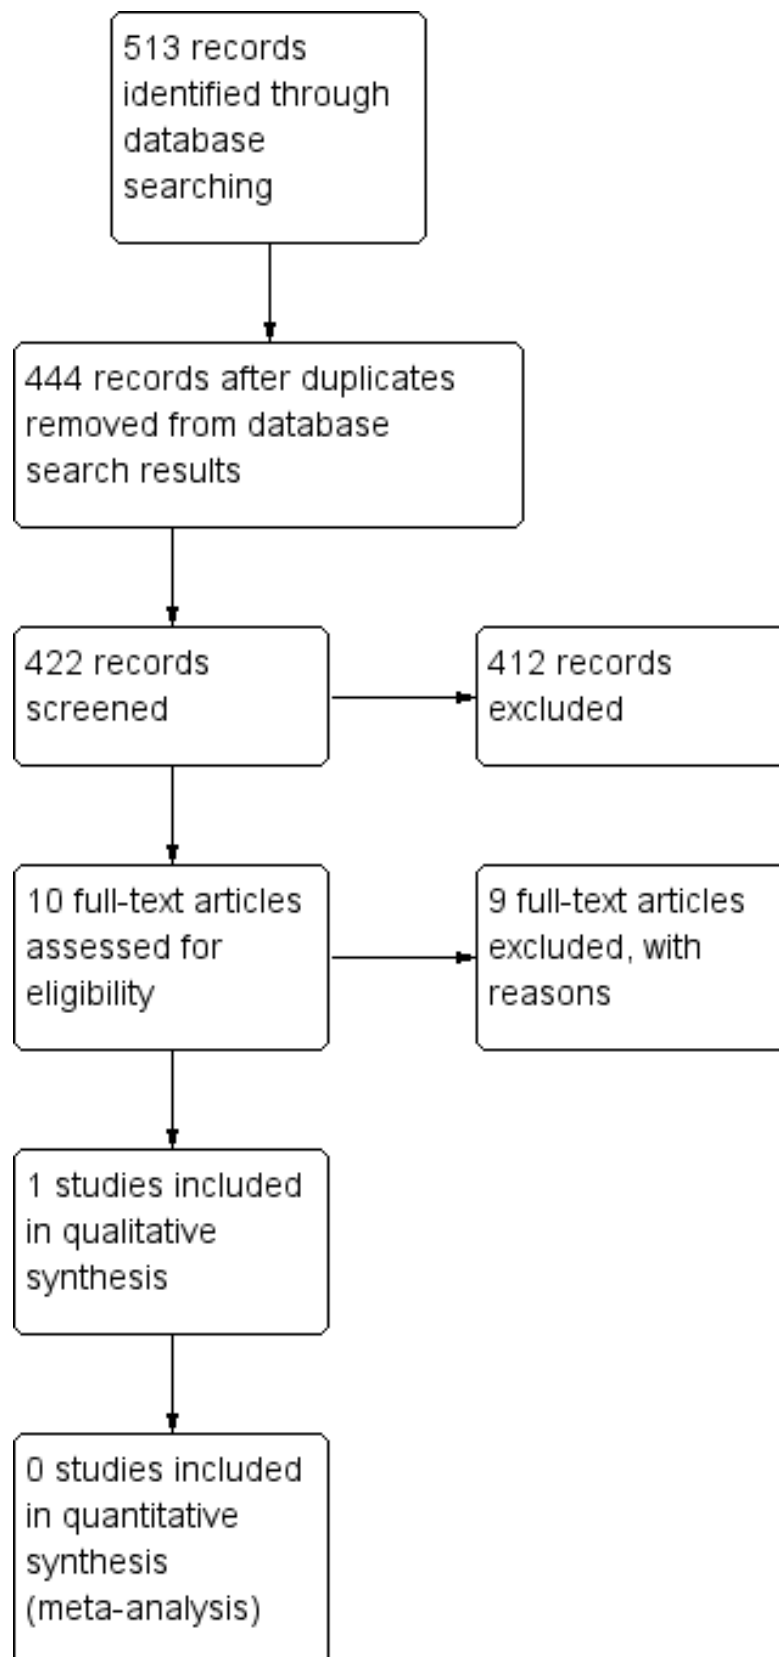 513 records
identified through
database
searching
444 records after duplicates
removed from database
search results
422 records
screened
412 records
excluded
10 full-text articles
assessed for
eligibility
9 full-text articles
excluded, with
reasons
1 studies included
in qualitative
synthesis
0 studies included
in quantitative
synthesis
(meta-analysis)